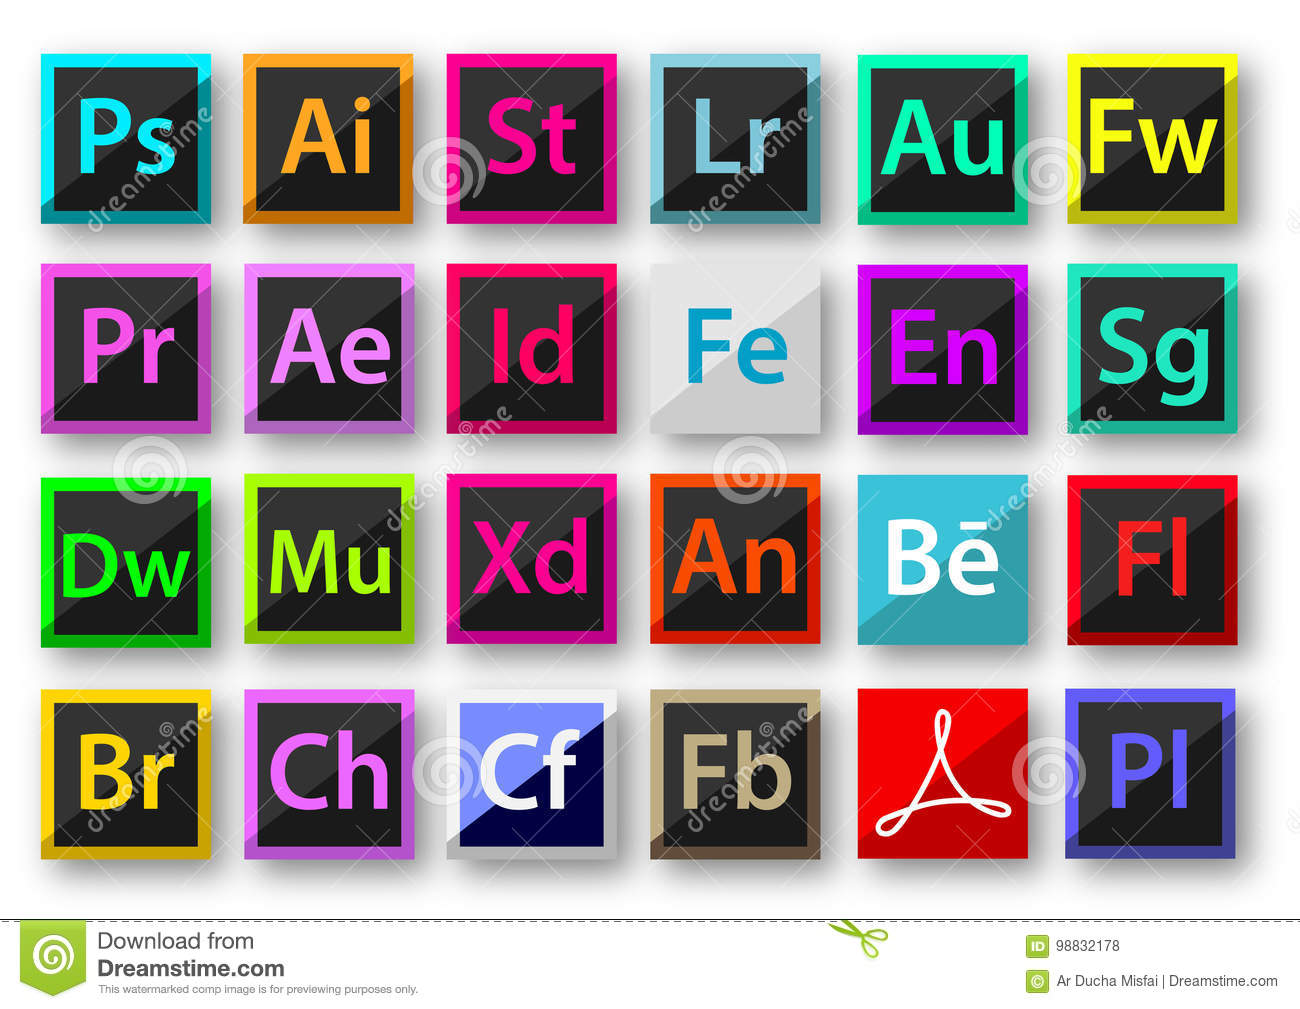 Ps Ai St Lr Au Fw
Pr Ae Id Fe En Sg
Dw Mu Xd An Bē Fl
Br Ch Cf Fb Pl
dreamstime
Download from
Dreamstime.com
This watermarked comp image is for previewing purposes only.
ID 98832178
© Ar Ducha Misfai | Dreamstime.com